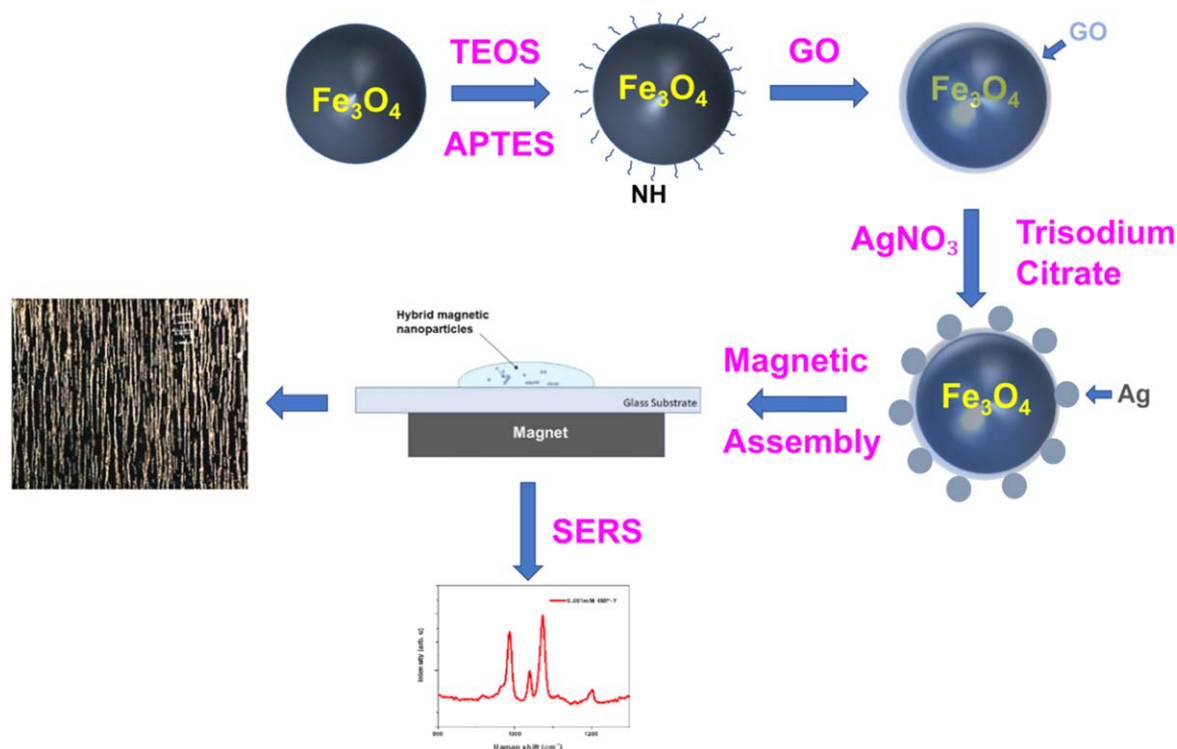 TEOS
Fe₃O₄
APTES
Fe₃O₄
NH
GO
Fe₃O₄
GO
AgNO₃
Trisodium
Citrate
Fe₃O₄
Ag
Magnetic
Assembly
Hybrid magnetic
nanoparticles
Glass Substrate
Magnet
SERS
Intensity (arb. u)
800
1000
1200
Raman shift (cm⁻¹)